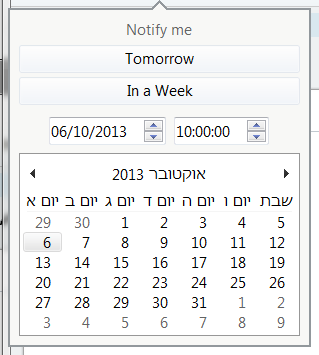 Notify me
Tomorrow
In a Week
06/10/2013 10:00:00
אוקטובר 2013
יום א יום ב יום ג יום ד יום ה יום ו שבת
29 30 1 2 3 4 5
6 7 8 9 10 11 12
13 14 15 16 17 18 19
20 21 22 23 24 25 26
27 28 29 30 31 1 2
3 4 5 6 7 8 9